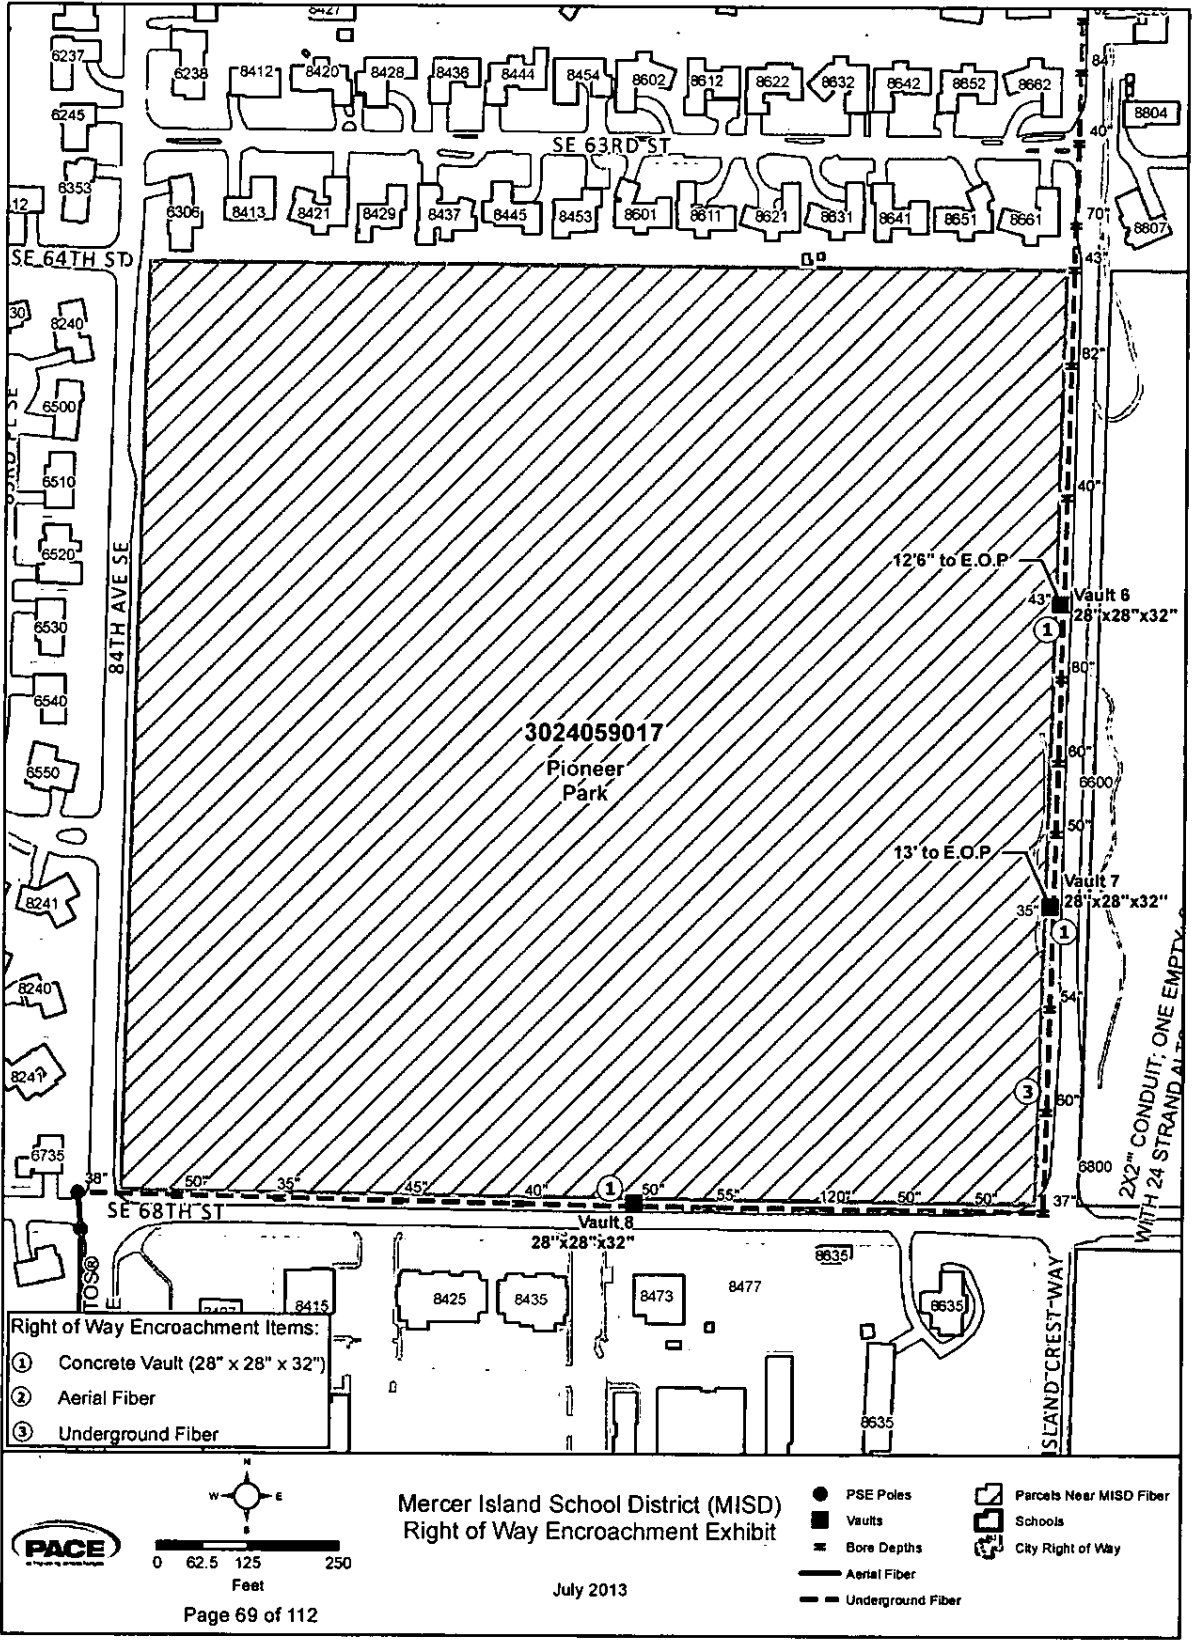 8427
84"
6237
6238
8412
8420
8428
8436
8444
8454
8602
8612
8622
8632
8642
8652
8662
6245
8804
40"
SE 63RD ST
6353
6306
8413
8421
8429
8437
8445
8453
8601
8611
8621
8631
8641
8651
8661
70"
8807
SE 64TH ST
43"
8240
82"
6500
6510
40"
6520
84TH AVE SE
12'6" to E.O.P
43"
Vault 6
28"x28"x32"
1
6530
80"
6540
3024059017
Pioneer
Park
60"
6550
6600
50"
13' to E.O.P
Vault 7
28"x28"x32"
35"
1
8241
8240
54"
8241
3
60"
2X2" CONDUIT; ONE EMPTY
WITH 24 STRAND
6735
6800
38"
50"
35"
45"
40"
1
50"
55"
120"
50"
50"
37"
SE 68TH ST
Vault 8
28"x28"x32"
8635
8415
8425
8435
8473
8477
8635
8635
ISLAND CREST WAY
Right of Way Encroachment Items:
1 Concrete Vault (28" x 28" x 32")
2 Aerial Fiber
3 Underground Fiber
PACE
N
W E
S
0 62.5 125 250
Feet
Page 69 of 112
Mercer Island School District (MISD)
Right of Way Encroachment Exhibit
July 2013
PSE Poles
Vaults
Bore Depths
Aerial Fiber
Underground Fiber
Parcels Near MISD Fiber
Schools
City Right of Way